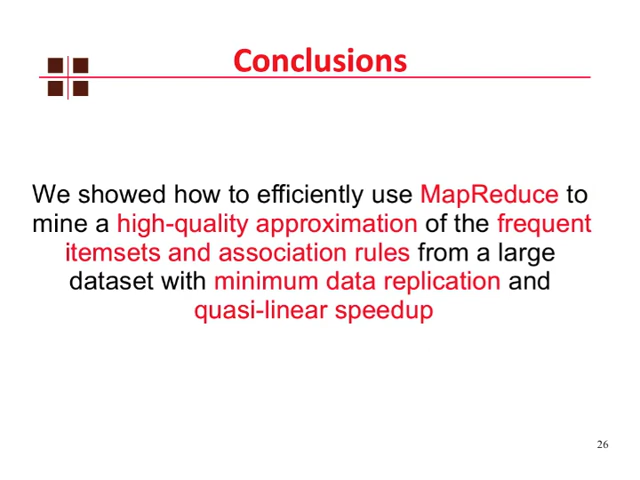 Conclusions
We showed how to efficiently use MapReduce to
mine a high-quality approximation of the frequent
itemsets and association rules from a large
dataset with minimum data replication and
quasi-linear speedup
26